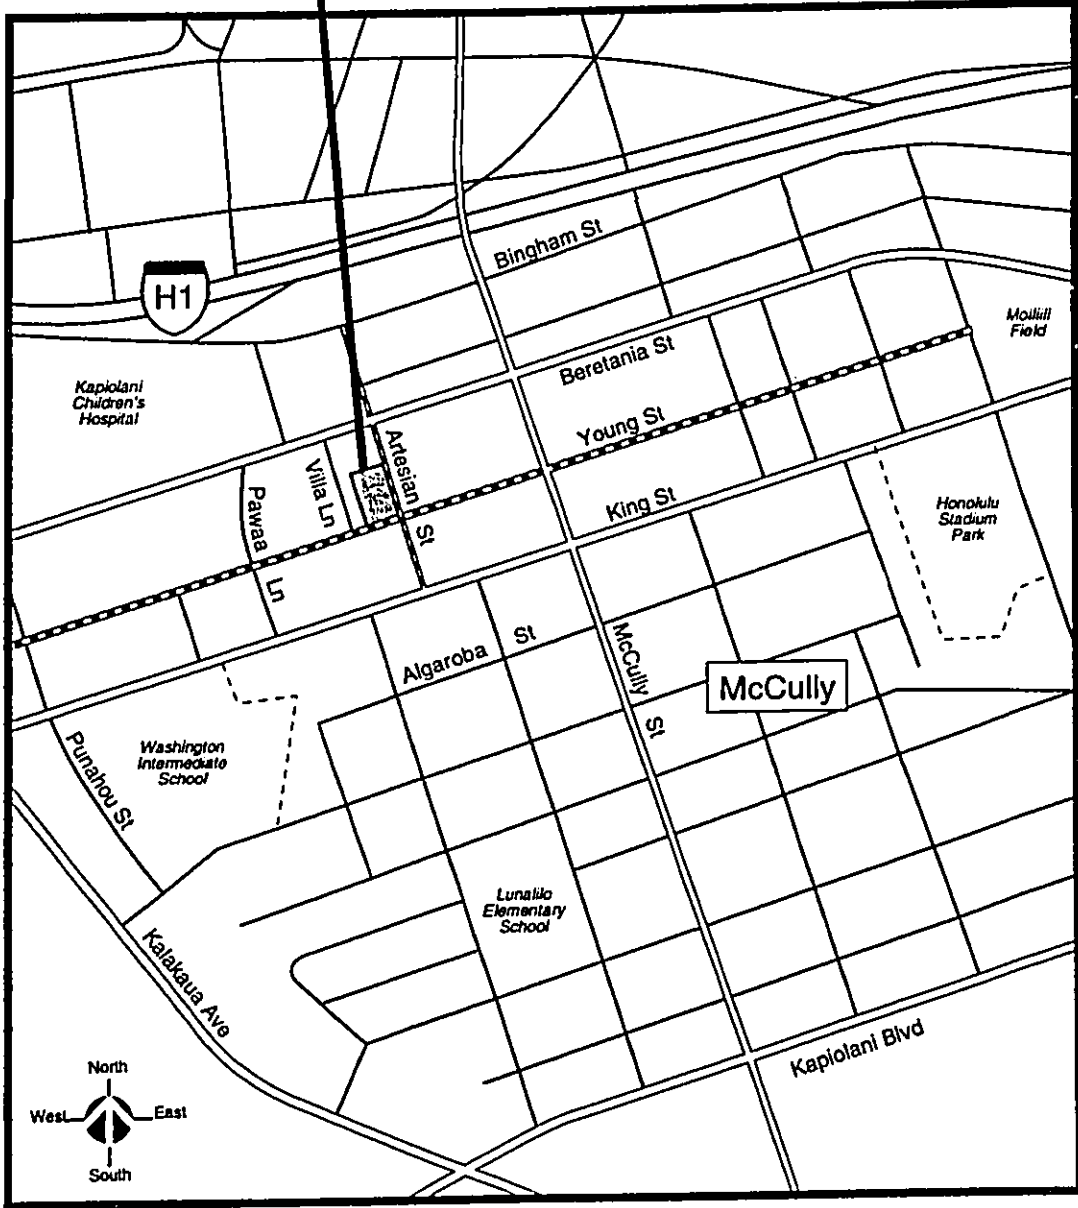 Bingham St
H1
Moiliili
Field
Beretania St
Kapiolani
Children's
Hospital
Young St
Artesian
St
Villa Ln
Pawaa
Ln
King St
Honolulu
Stadium
Park
Algaroba St
McCully
St
McCully
Punahou St
Washington
Intermediate
School
Lunalilo
Elementary
School
Kalakaua Ave
Kapiolani Blvd
North
West
East
South